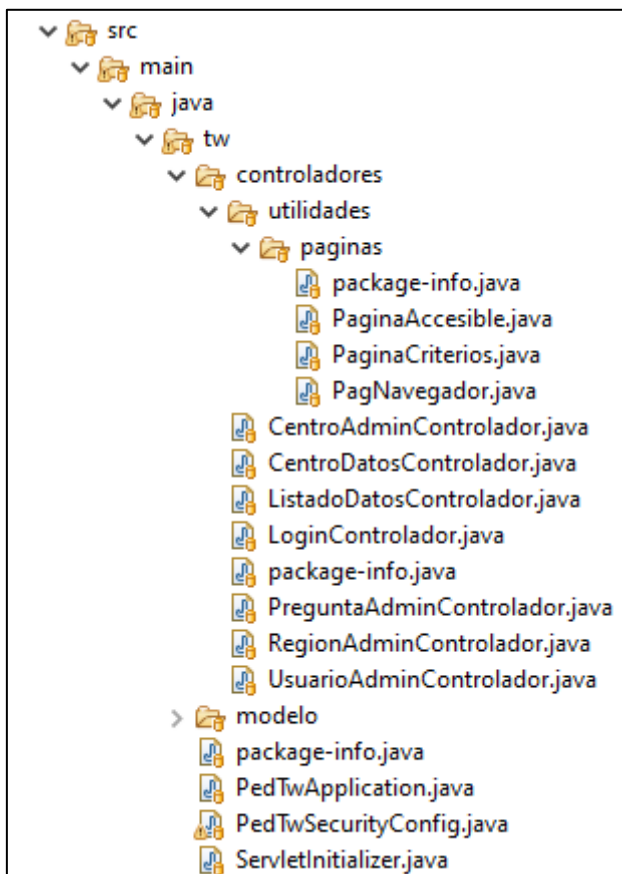 src
main
java
tw
controladores
utilidades
paginas
package-info.java
PaginaAccesible.java
PaginaCriterios.java
PagNavegador.java
CentroAdminControlador.java
CentroDatosControlador.java
ListadoDatosControlador.java
LoginControlador.java
package-info.java
PreguntaAdminControlador.java
RegionAdminControlador.java
UsuarioAdminControlador.java
modelo
package-info.java
PedTwApplication.java
PedTwSecurityConfig.java
ServletInitializer.java